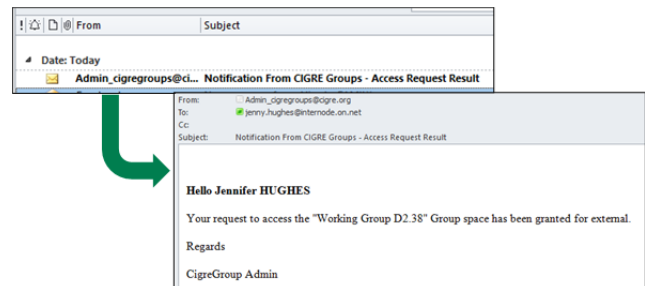 ! From Subject
Date: Today
Admin_cigregroups@ci... Notification From CIGRE Groups - Access Request Result
From: Admin_cigregroups@cigre.org
To: jenny.hughes@internode.on.net
Cc:
Subject: Notification From CIGRE Groups - Access Request Result
Hello Jennifer HUGHES
Your request to access the "Working Group D2.38" Group space has been granted for external.
Regards
CigreGroup Admin